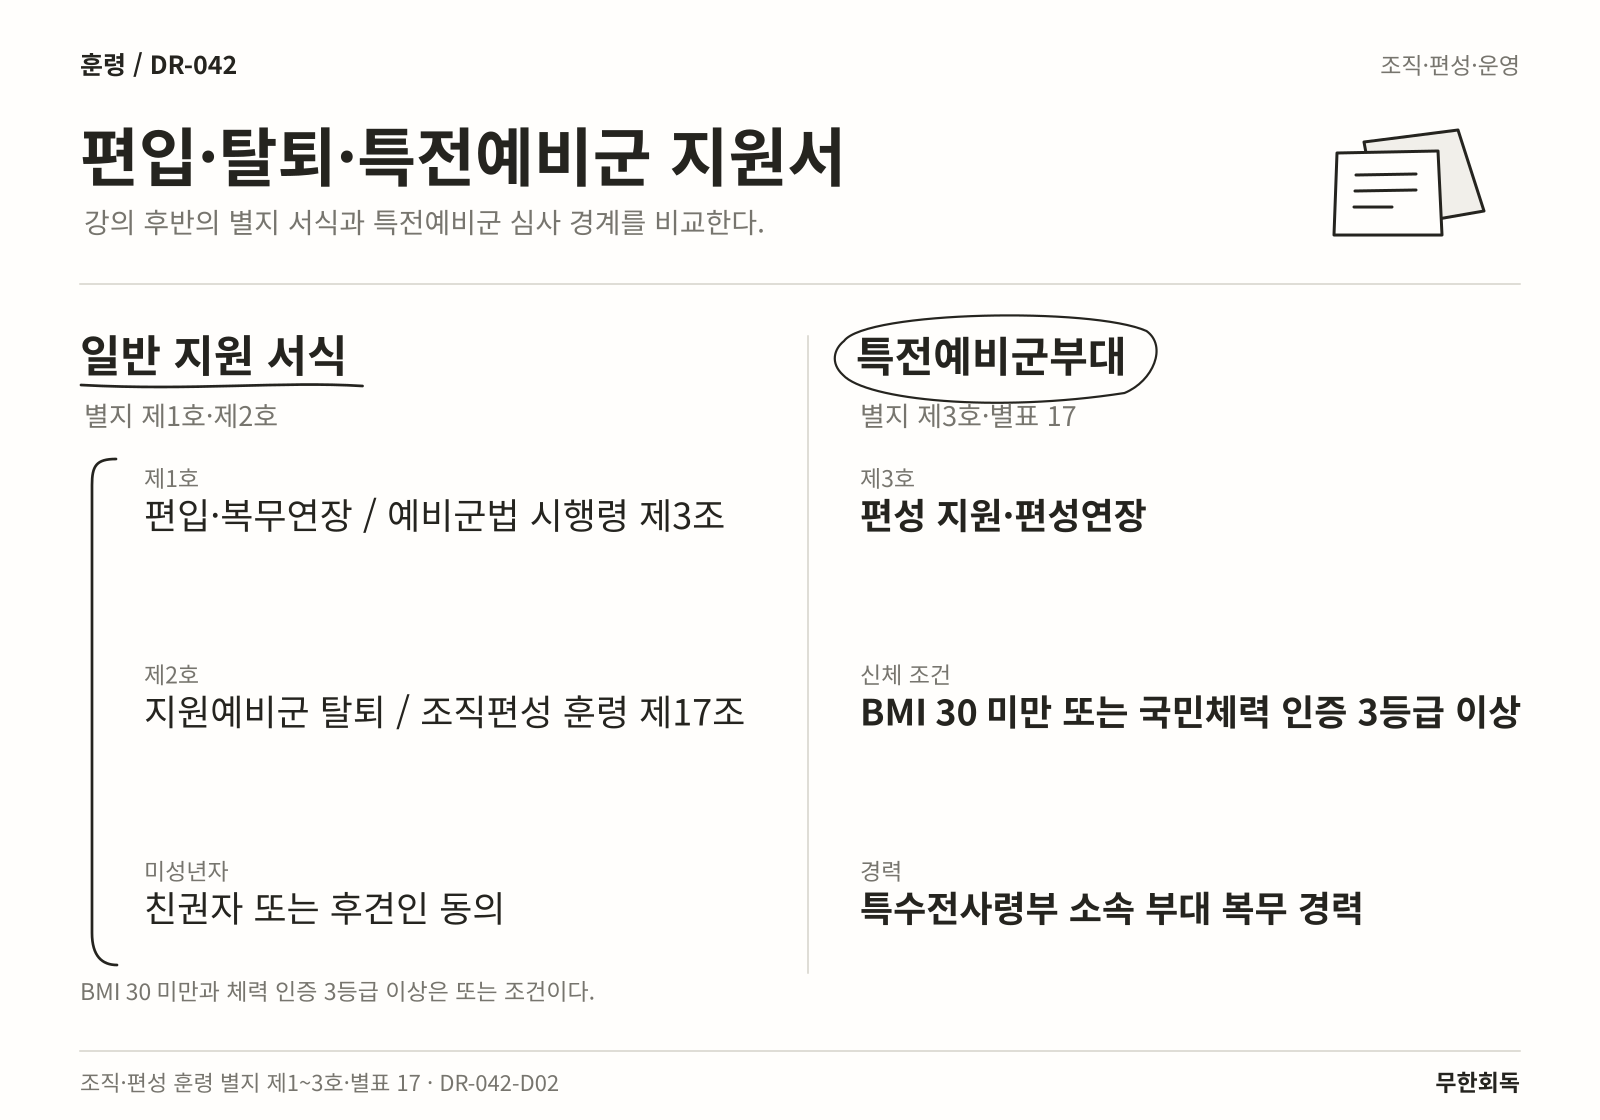 훈령 / DR-042
조직·편성·운영
편입·탈퇴·특전예비군 지원서
강의 후반의 별지 서식과 특전예비군 심사 경계를 비교한다.
일반 지원 서식
별지 제1호·제2호
제1호
편입·복무연장 / 예비군법 시행령 제3조
제2호
지원예비군 탈퇴 / 조직편성 훈령 제17조
미성년자
친권자 또는 후견인 동의
특전예비군부대
별지 제3호·별표 17
제3호
편성 지원·편성연장
신체 조건
BMI 30 미만 또는 국민체력 인증 3등급 이상
경력
특수전사령부 소속 부대 복무 경력
BMI 30 미만과 체력 인증 3등급 이상은 또는 조건이다.
조직·편성 훈령 별지 제1~3호·별표 17 · DR-042-D02
무한회독